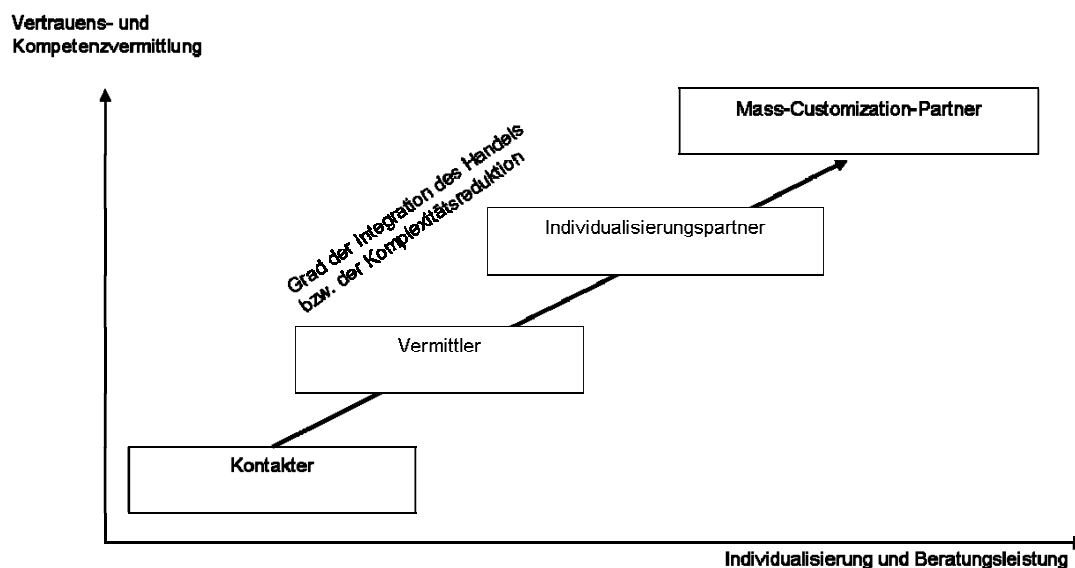 Vertrauens- und
Kompetenzvermittlung
Mass-Customization-Partner
Grad der Integration des Handels
bzw. der Komplexitätsreduktion
Individualisierungspartner
Vermittler
Kontakter
Individualisierung und Beratungsleistung